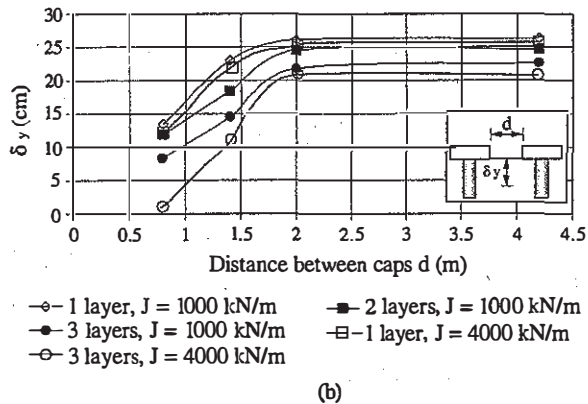 30
25
20
15
10
5
0
δy (cm)
0 0.5 1 1.5 2 2.5 3 3.5 4 4.5
Distance between caps d (m)
d
δy
1 layer, J = 1000 kN/m
2 layers, J = 1000 kN/m
3 layers, J = 1000 kN/m
1 layer, J = 4000 kN/m
3 layers, J = 4000 kN/m
(b)